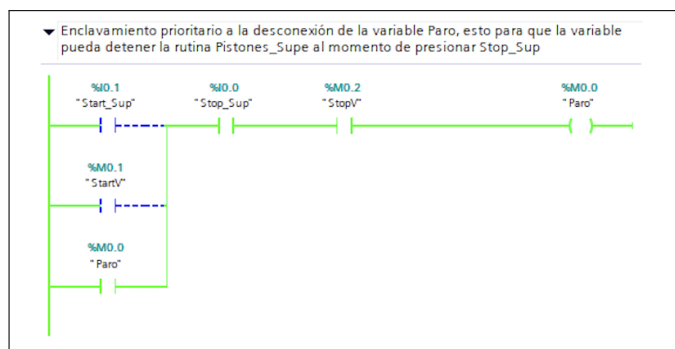 Enclavamiento prioritario a la desconexión de la variable Paro, esto para que la variable
pueda detener la rutina Pistones_Supe al momento de presionar Stop_Sup
%I0.1 %I0.0 %M0.2 %M0.0
"Start_Sup" "Stop_Sup" "StopV" "Paro"
%M0.1
"StartV"
%M0.0
"Paro"